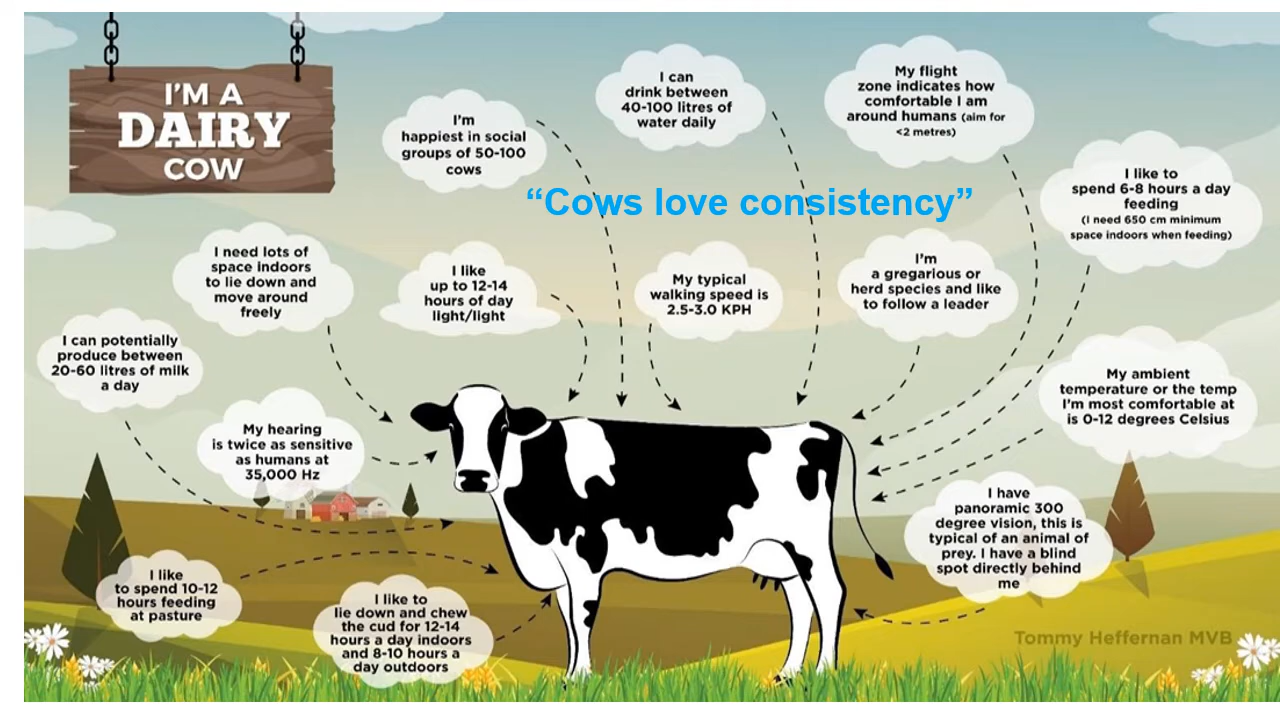 I'M A
DAIRY
COW
I'm
happiest in social
groups of 50-100
cows
I can
drink between
40-100 litres of
water daily
My flight
zone indicates how
comfortable I am
around humans (aim for
<2 metres)
I like to
spend 6-8 hours a day
feeding
(I need 650 cm minimum
space indoors when feeding)
“Cows love consistency”
I need lots of
space indoors
to lie down and
move around
freely
I like
up to 12-14
hours of day
light/light
My typical
walking speed is
2.5-3.0 KPH
I'm
a gregarious or
herd species and like
to follow a leader
I can potentially
produce between
20-60 litres of milk
a day
My ambient
temperature or the temp
I'm most comfortable at
is 0-12 degrees Celsius
My hearing
is twice as sensitive
as humans at
35,000 Hz
I have
panoramic 300
degree vision, this is
typical of an animal of
prey. I have a blind
spot directly behind
me
I like
to spend 10-12
hours feeding
at pasture
I like to
lie down and chew
the cud for 12-14
hours a day indoors
and 8-10 hours a
day outdoors
Tommy Heffernan MVB